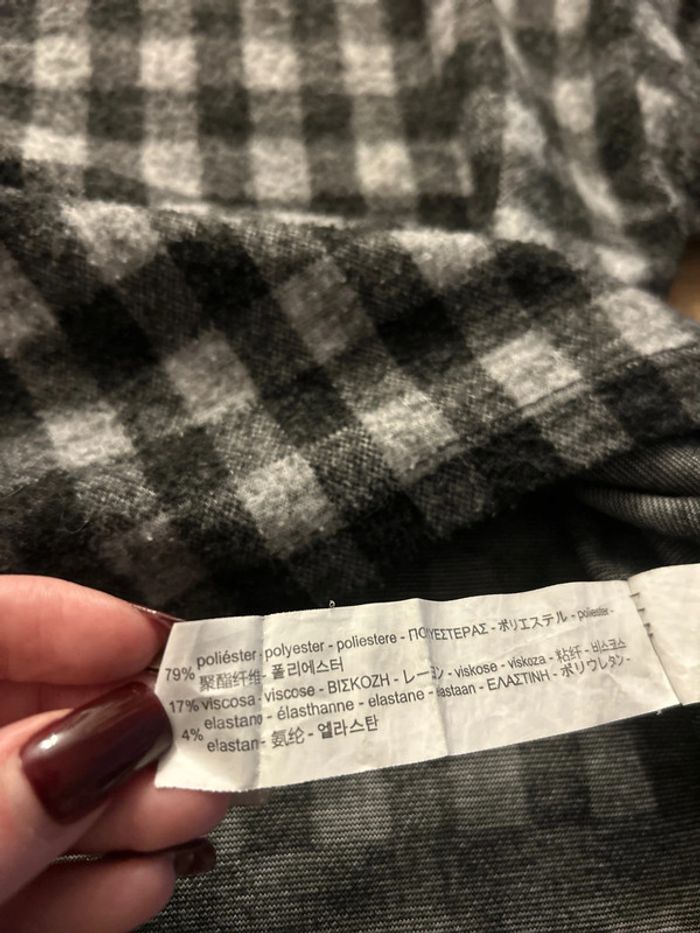 79% poliéster - polyester - poliestere - ΠΟΛΥΕΣΤΕΡΑΣ - ポリエステル - poliester -
聚酯纤维 - 폴리에스터
17% viscosa - viscose - ΒΙΣΚΟΖΗ - レーヨン - viskose - viskoza - 粘纤 - 비스코스
4% elastano - élasthanne - elastane - elastaan - ΕΛΑΣΤΙΝΗ - ポリウレタン -
elastan - 氨纶 - 엘라스탄